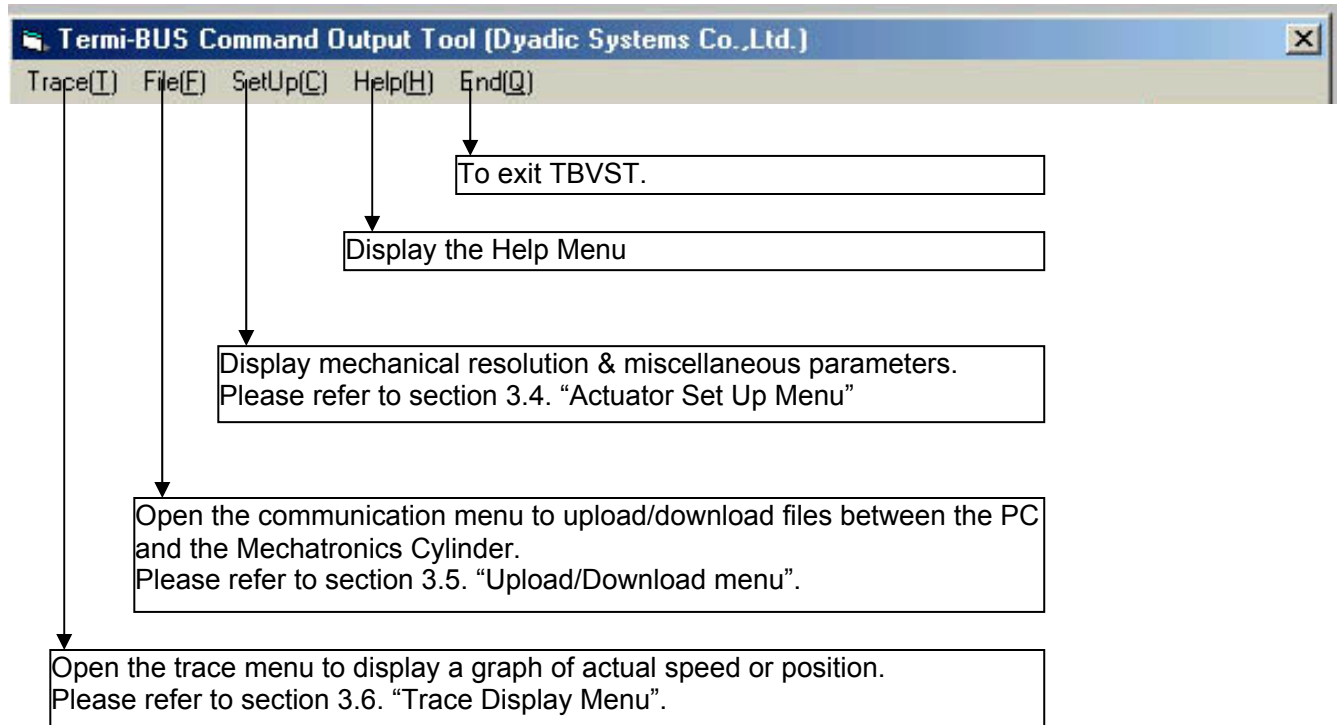 Termi-BUS Command Output Tool (Dyadic Systems Co.,Ltd.)
Trace(T) File(F) SetUp(C) Help(H) End(Q)
To exit TBVST.
Display the Help Menu
Display mechanical resolution & miscellaneous parameters.
Please refer to section 3.4. “Actuator Set Up Menu”
Open the communication menu to upload/download files between the PC
and the Mechatronics Cylinder.
Please refer to section 3.5. “Upload/Download menu”.
Open the trace menu to display a graph of actual speed or position.
Please refer to section 3.6. “Trace Display Menu”.